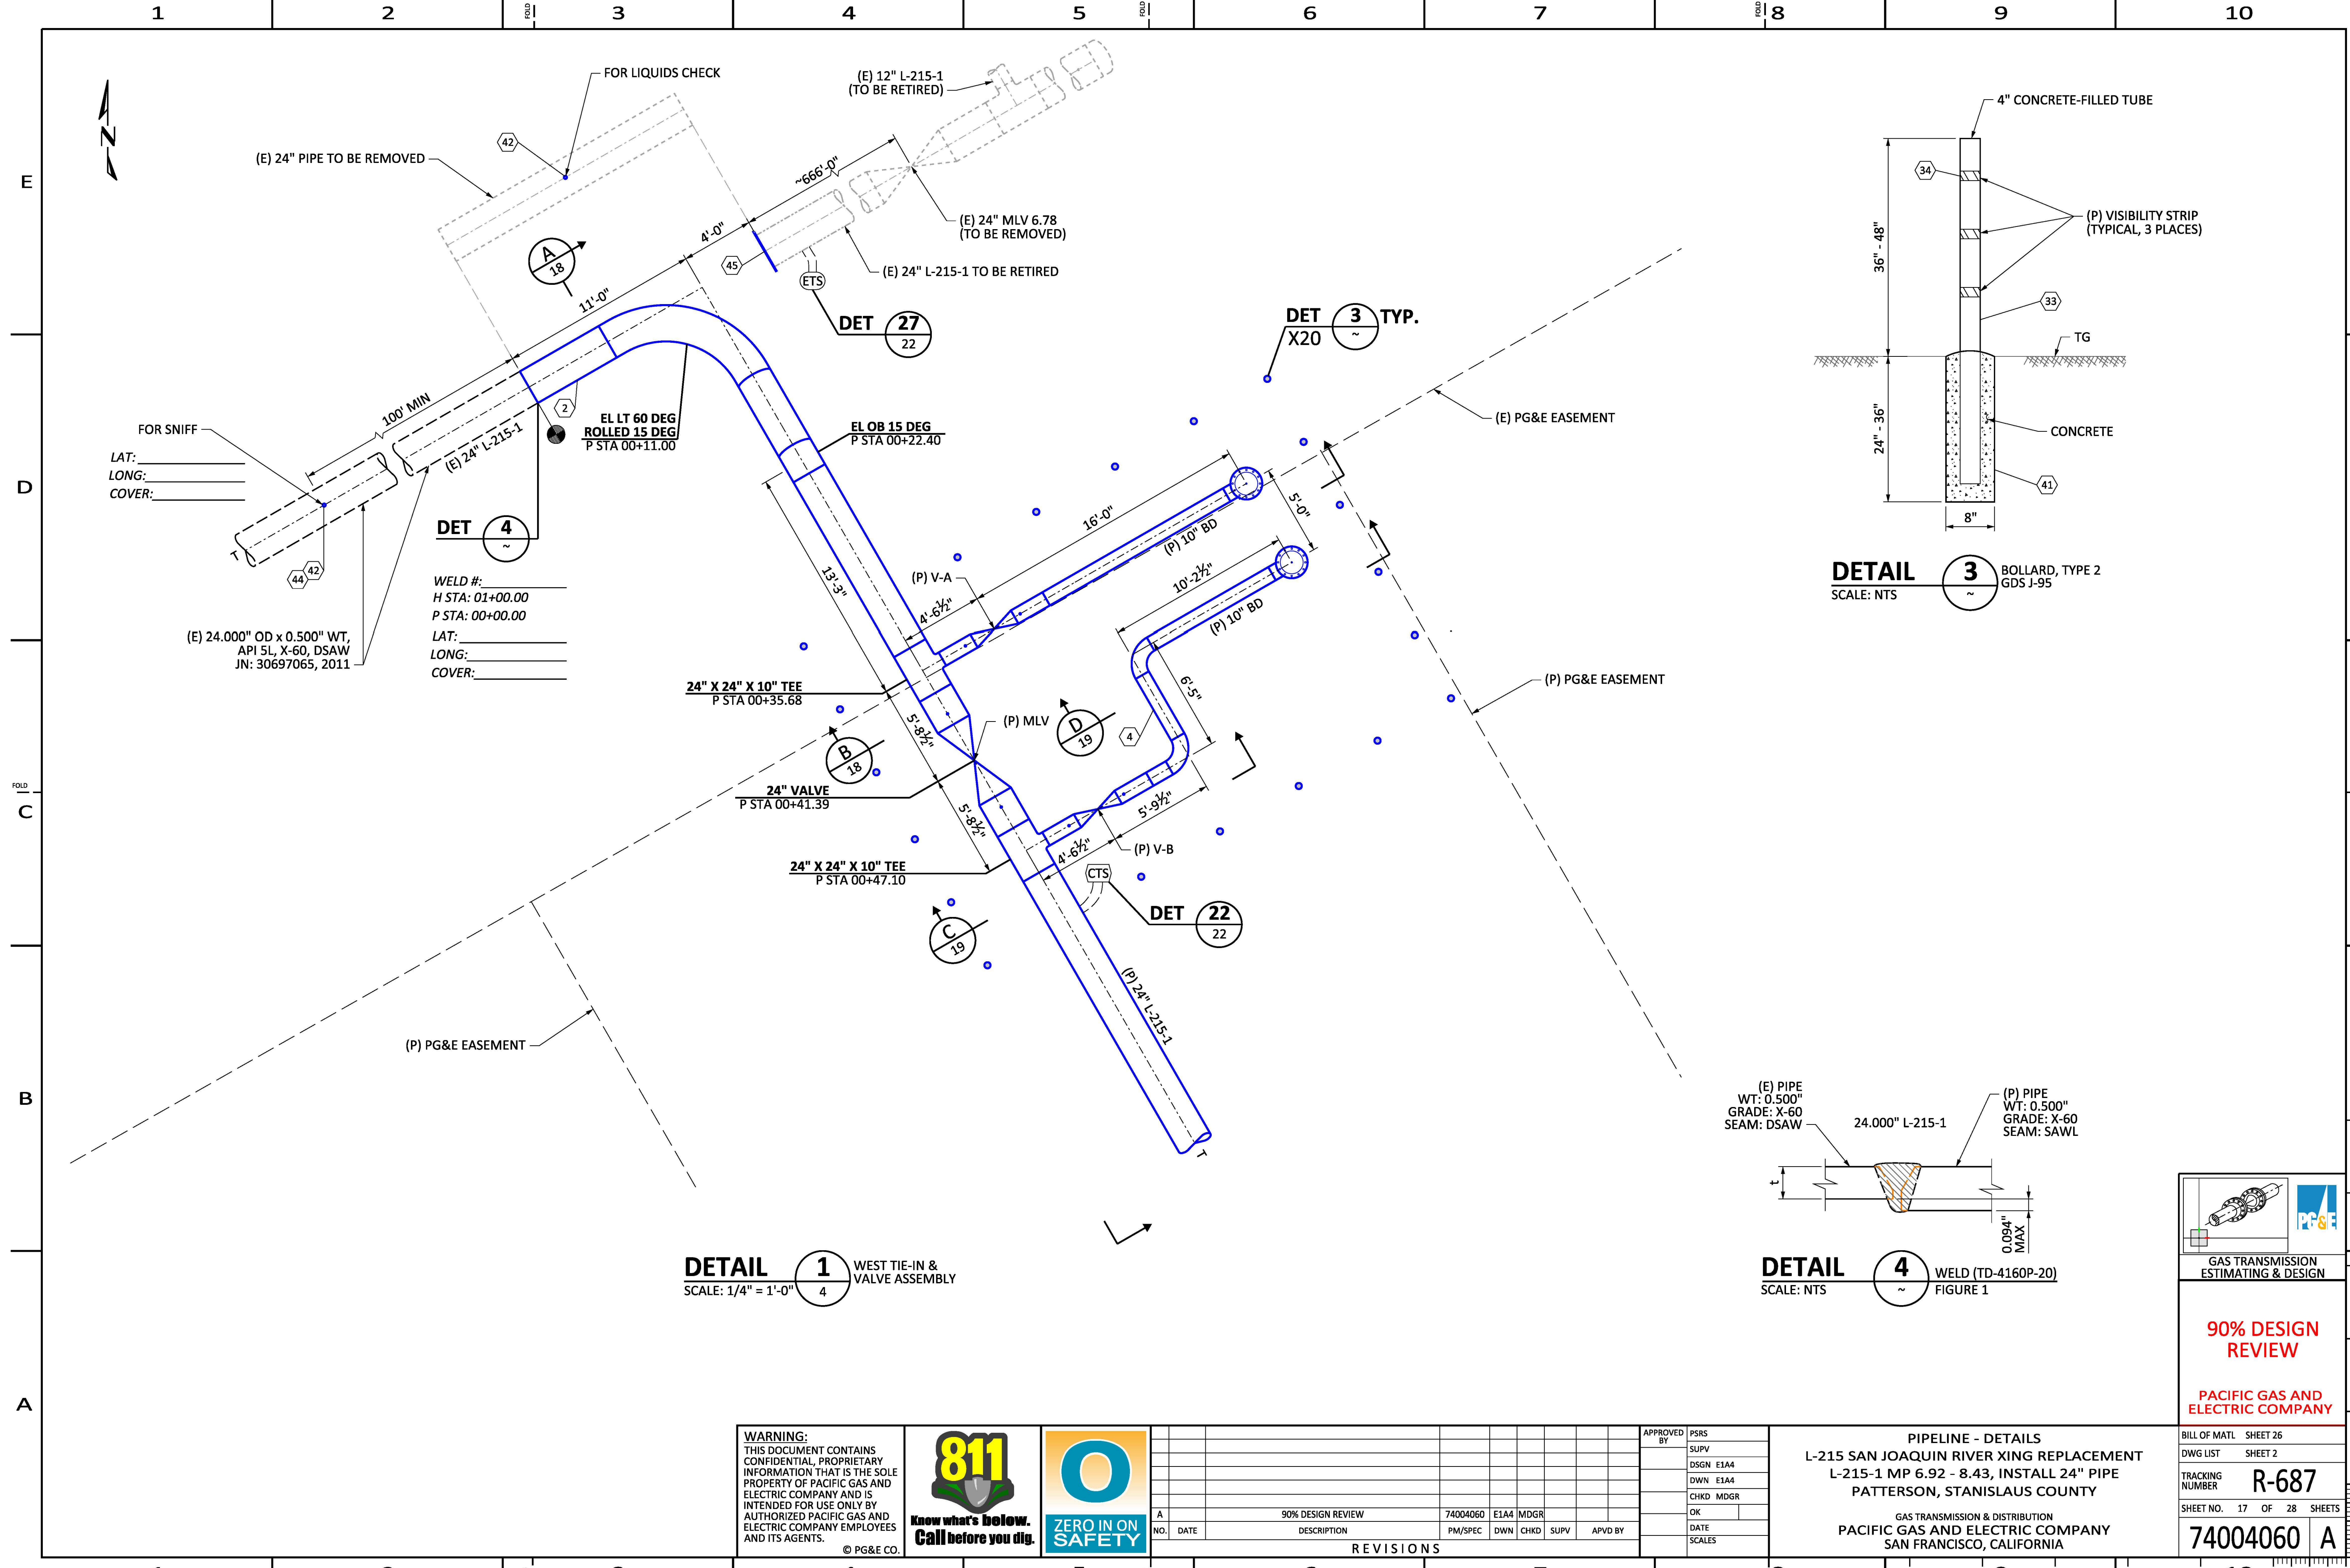 1 2 3 4 5 6 7 8 9 10
FOLD FOLD FOLD
E
D
C
B
A
FOLD
N
FOR LIQUIDS CHECK
42
(E) 24" PIPE TO BE REMOVED
(E) 12" L-215-1
(TO BE RETIRED)
~666'-0"
(E) 24" MLV 6.78
(TO BE REMOVED)
4'-0"
45
ETS
(E) 24" L-215-1 TO BE RETIRED
DET 27
22
A
18
11'-0"
100' MIN
2
EL LT 60 DEG
ROLLED 15 DEG
P STA 00+11.00
EL OB 15 DEG
P STA 00+22.40
FOR SNIFF
LAT:
LONG:
COVER:
(E) 24" L-215-1
T
44
42
DET 4
~
WELD #:
H STA: 01+00.00
P STA: 00+00.00
LAT:
LONG:
COVER:
(E) 24.000" OD x 0.500" WT,
API 5L, X-60, DSAW
JN: 30697065, 2011
DET 3 TYP.
X20 ~
(E) PG&E EASEMENT
16'-0"
5'-0"
(P) 10" BD
10'-2½"
(P) 10" BD
(P) V-A
4'-6½"
13'-3"
6'-5"
(P) PG&E EASEMENT
24" X 24" X 10" TEE
P STA 00+35.68
5'-8½"
(P) MLV
D
19
4
B
18
24" VALVE
P STA 00+41.39
5'-8½"
5'-9½"
(P) V-B
4'-6½"
24" X 24" X 10" TEE
P STA 00+47.10
CTS
DET 22
22
C
19
(P) 24" L-215-1
T
(P) PG&E EASEMENT
DETAIL 1 WEST TIE-IN &
VALVE ASSEMBLY
SCALE: 1/4" = 1'-0" 4
4" CONCRETE-FILLED TUBE
34
36" - 48"
(P) VISIBILITY STRIP
(TYPICAL, 3 PLACES)
33
TG
24" - 36"
CONCRETE
41
8"
DETAIL 3 BOLLARD, TYPE 2
GDS J-95
SCALE: NTS ~
(E) PIPE
WT: 0.500"
GRADE: X-60
SEAM: DSAW
24.000" L-215-1
(P) PIPE
WT: 0.500"
GRADE: X-60
SEAM: SAWL
t
0.094"
MAX
DETAIL 4 WELD (TD-4160P-20)
SCALE: NTS ~ FIGURE 1
PG&E
GAS TRANSMISSION
ESTIMATING & DESIGN
90% DESIGN
REVIEW
PACIFIC GAS AND
ELECTRIC COMPANY
WARNING:
THIS DOCUMENT CONTAINS
CONFIDENTIAL, PROPRIETARY
INFORMATION THAT IS THE SOLE
PROPERTY OF PACIFIC GAS AND
ELECTRIC COMPANY AND IS
INTENDED FOR USE ONLY BY
AUTHORIZED PACIFIC GAS AND
ELECTRIC COMPANY EMPLOYEES
AND ITS AGENTS.
© PG&E CO.
811
Know what's below.
Call before you dig.
O
ZERO IN ON
SAFETY
A 90% DESIGN REVIEW 74004060 E1A4 MDGR
NO. DATE DESCRIPTION PM/SPEC DWN CHKD SUPV APVD BY
REVISIONS
APPROVED
BY
PSRS
SUPV
DSGN E1A4
DWN E1A4
CHKD MDGR
OK
DATE
SCALES
PIPELINE - DETAILS
L-215 SAN JOAQUIN RIVER XING REPLACEMENT
L-215-1 MP 6.92 - 8.43, INSTALL 24" PIPE
PATTERSON, STANISLAUS COUNTY
GAS TRANSMISSION & DISTRIBUTION
PACIFIC GAS AND ELECTRIC COMPANY
SAN FRANCISCO, CALIFORNIA
BILL OF MATL SHEET 26
DWG LIST SHEET 2
TRACKING
NUMBER R-687
SHEET NO. 17 OF 28 SHEETS
74004060 A